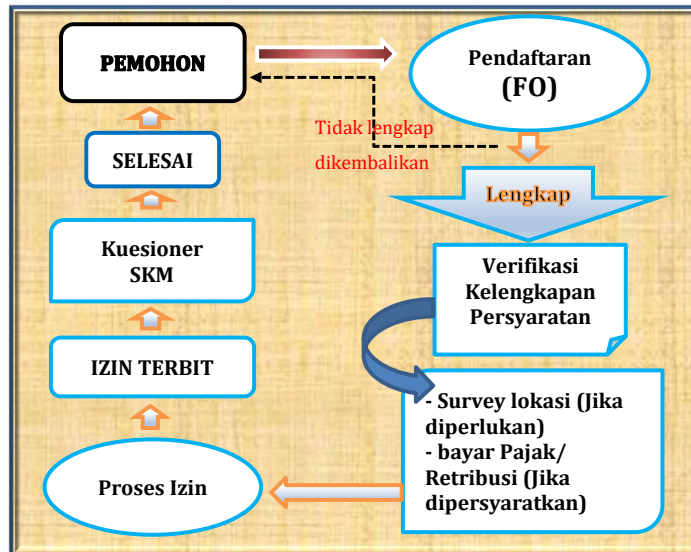 PEMOHON
Pendaftaran
(FO)
Tidak lengkap
dikembalikan
Lengkap
Verifikasi
Kelengkapan
Persyaratan
- Survey lokasi (Jika
diperlukan)
- bayar Pajak/
Retribusi (Jika
dipersyaratkan)
Proses Izin
IZIN TERBIT
Kuesioner
SKM
SELESAI